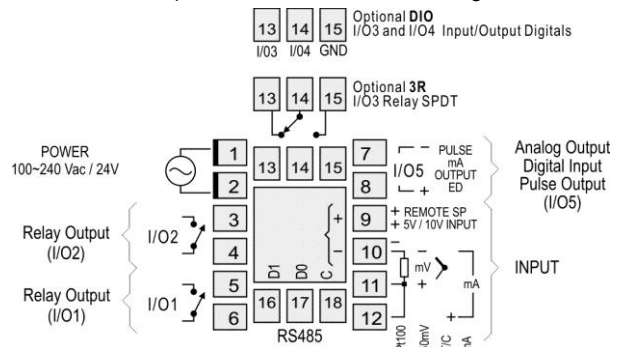 Optional DIO
I/O3 and I/O4 Input/Output Digitals
13 14 15
I/03 I/04 GND
Optional 3R
I/O3 Relay SPDT
13 14 15
POWER
100~240 Vac / 24V
1
2
13 14 15
7
8
I/O5
PULSE
mA
OUTPUT
ED
Analog Output
Digital Input
Pulse Output
(I/O5)
Relay Output
(I/O2)
I/O2
3
4
9
10
+ REMOTE SP
+ 5V / 10V INPUT
Relay Output
(I/O1)
I/O1
5
6
D1 D0 C
16 17 18
RS485
11
12
mV
mA
INPUT
T/C